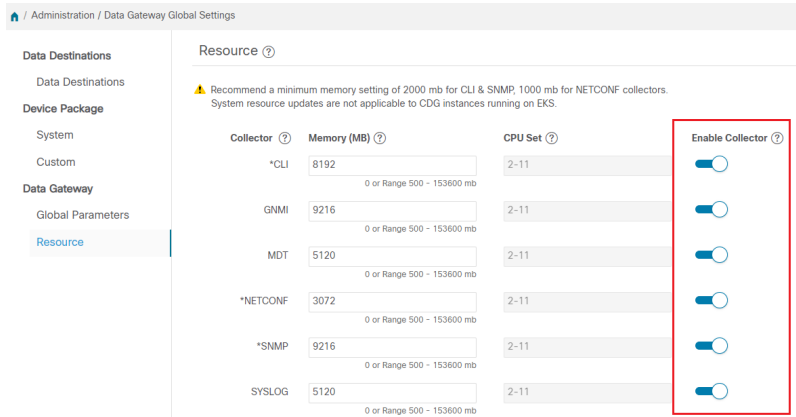 / Administration / Data Gateway Global Settings
Data Destinations
Data Destinations
Device Package
System
Custom
Data Gateway
Global Parameters
Resource
Resource ?
Recommend a minimum memory setting of 2000 mb for CLI & SNMP, 1000 mb for NETCONF collectors.
System resource updates are not applicable to CDG instances running on EKS.
Collector ? Memory (MB) ? CPU Set ? Enable Collector ?
*CLI 8192 2-11
0 or Range 500 - 153600 mb
GNMI 9216 2-11
0 or Range 500 - 153600 mb
MDT 5120 2-11
0 or Range 500 - 153600 mb
*NETCONF 3072 2-11
0 or Range 500 - 153600 mb
*SNMP 9216 2-11
0 or Range 500 - 153600 mb
SYSLOG 5120 2-11
0 or Range 500 - 153600 mb